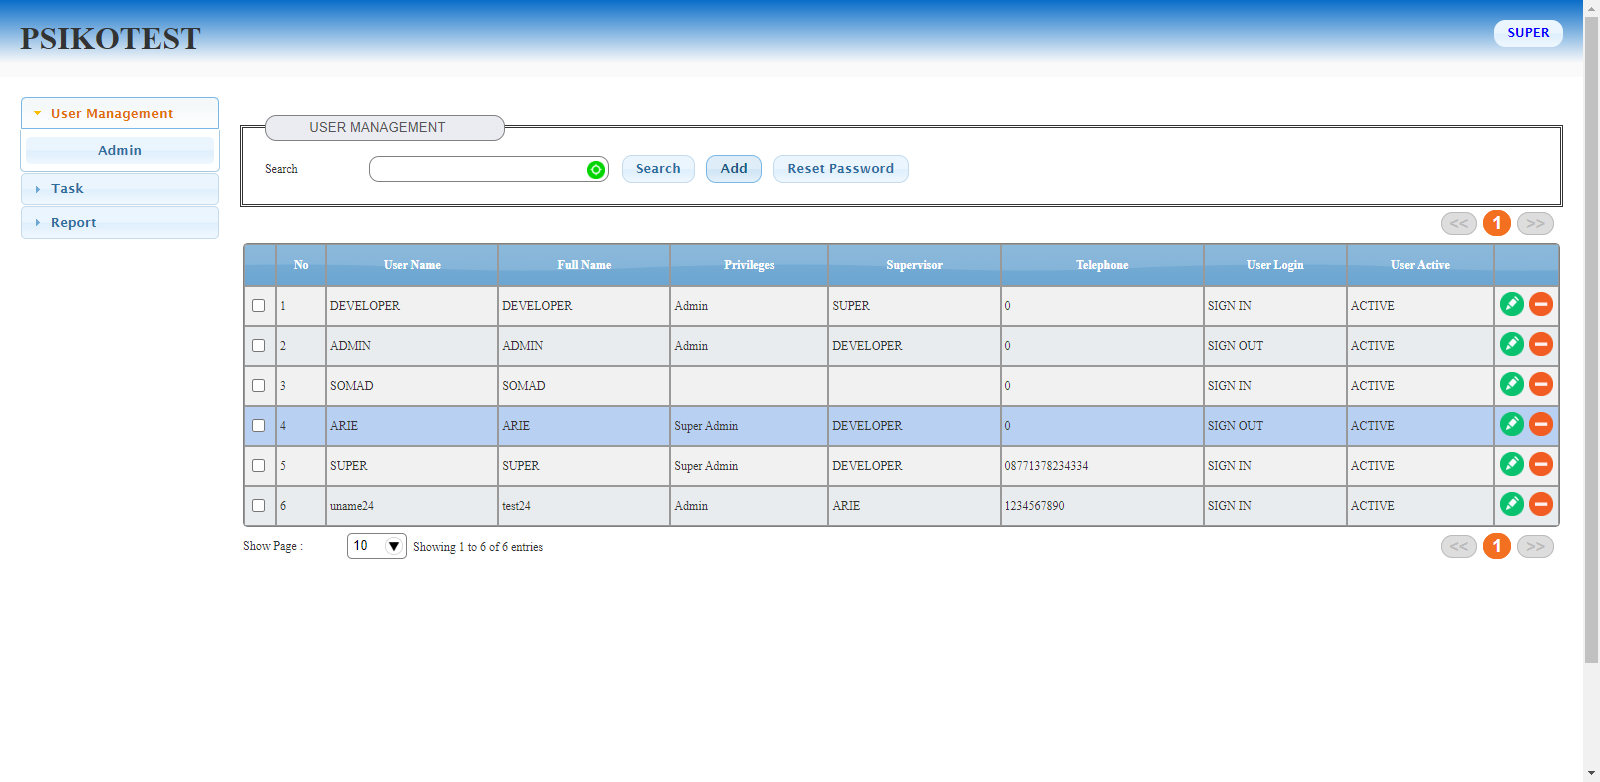 PSIKOTEST
SUPER
User Management
Admin
Task
Report
USER MANAGEMENT
Search Search Add Reset Password
<< 1 >>
No User Name Full Name Privileges Supervisor Telephone User Login User Active
1 DEVELOPER DEVELOPER Admin SUPER 0 SIGN IN ACTIVE
2 ADMIN ADMIN Admin DEVELOPER 0 SIGN OUT ACTIVE
3 SOMAD SOMAD 0 SIGN IN ACTIVE
4 ARIE ARIE Super Admin DEVELOPER 0 SIGN OUT ACTIVE
5 SUPER SUPER Super Admin DEVELOPER 08771378234334 SIGN IN ACTIVE
6 uname24 test24 Admin ARIE 1234567890 SIGN IN ACTIVE
Show Page : 10 Showing 1 to 6 of 6 entries << 1 >>